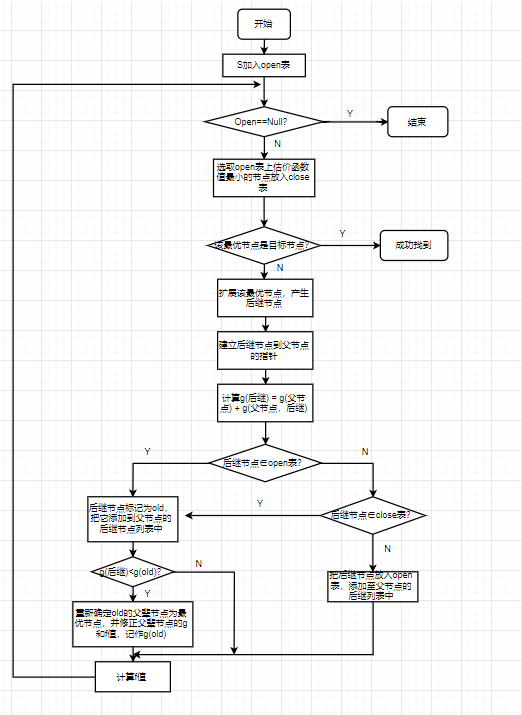 开始
S加入open表
Open==Null?
Y
结束
N
选取open表上估价函数
值最小的节点放入close
表
该最优节点是目标节点?
Y
成功找到
N
扩展该最优节点，产生
后继节点
建立后继节点到父节点
的指针
计算g(后继) = g(父节
点) + g(父节点，后继)
后继节点∈open表?
Y
N
后继节点标记为old，
把它添加到父节点的
后继节点列表中
Y
后继节点∈close表?
N
g(后继)<g(old)?
N
Y
把后继节点放入open
表，添加至父节点的
后继列表中
重新确定old的父辈节点为最
优节点，并修正父辈节点的g
和f值，记作g(old)
计算f值